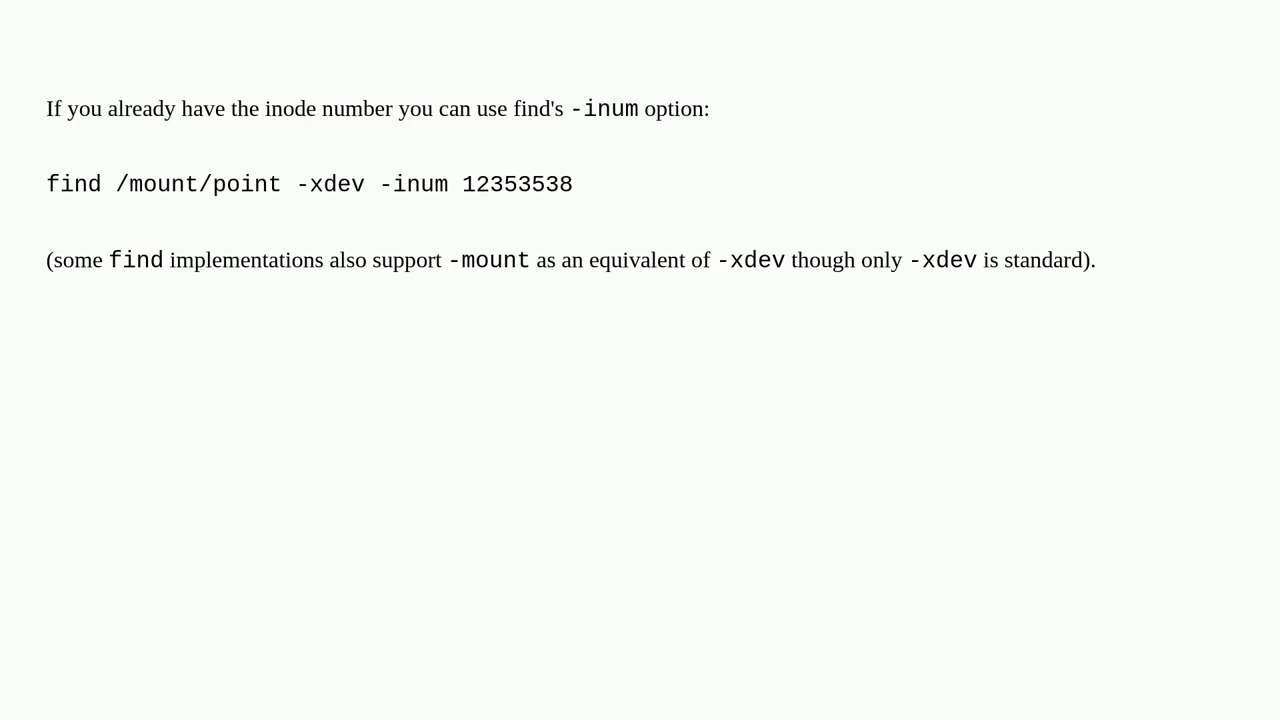 If you already have the inode number you can use find's -inum option:
find /mount/point -xdev -inum 12353538
(some find implementations also support -mount as an equivalent of -xdev though only -xdev is standard).